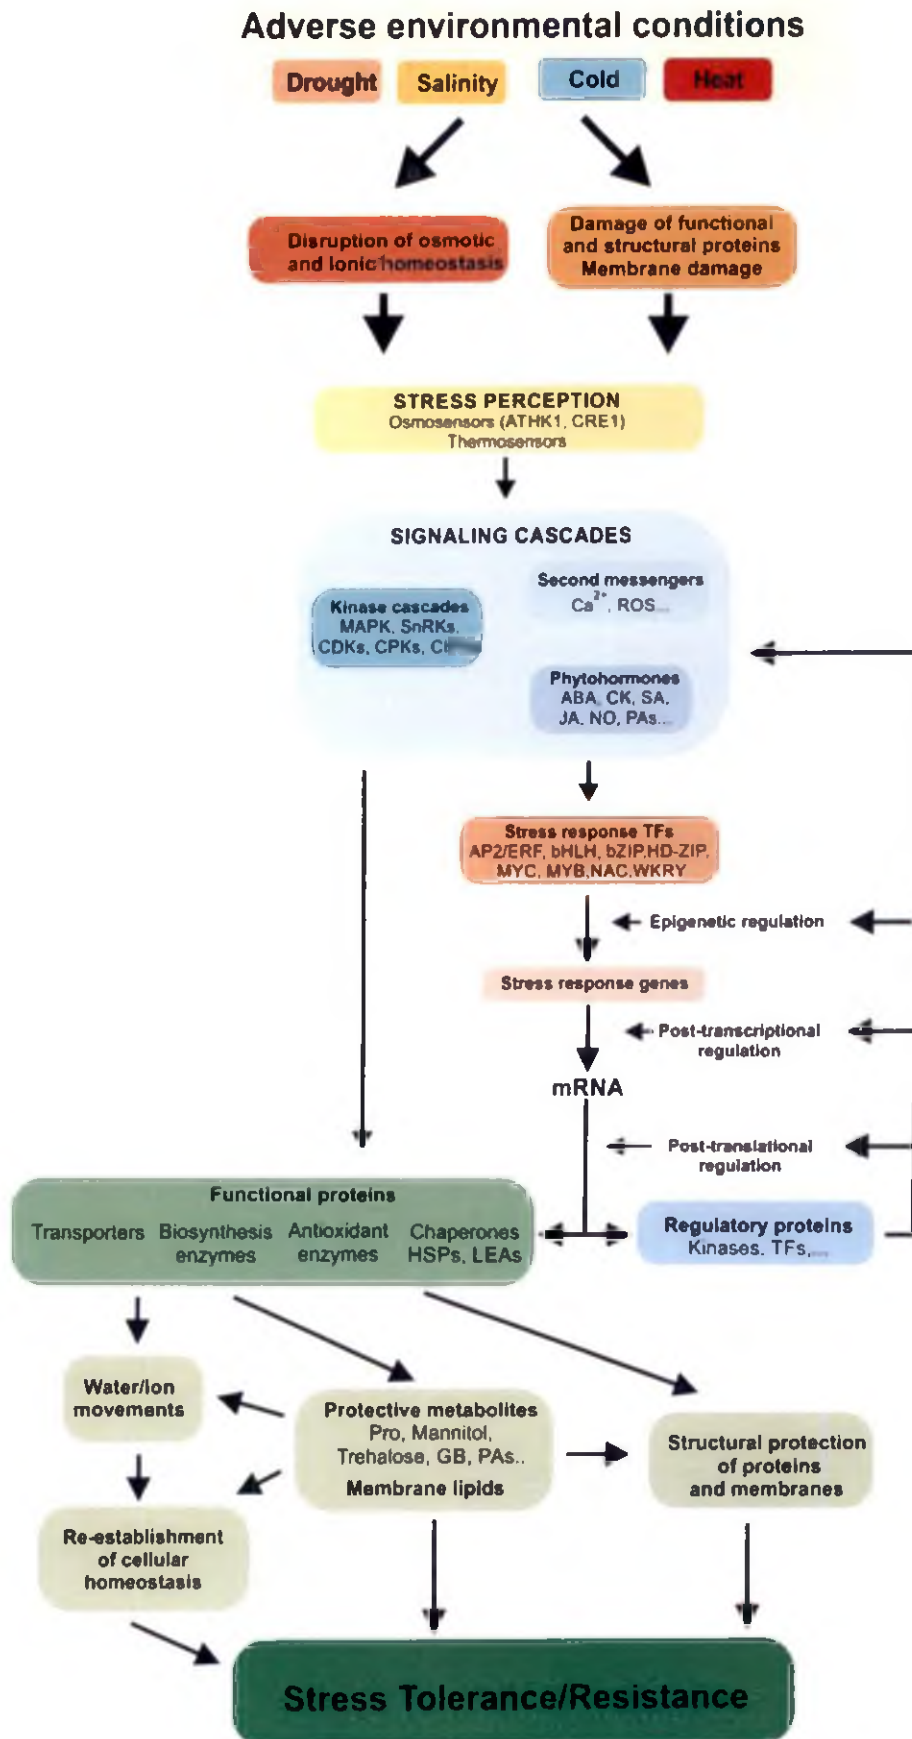 Adverse environmental conditions
Drought Salinity Cold Heat
Disruption of osmotic
and Ionic homeostasis
Damage of functional
and structural proteins
Membrane damage
STRESS PERCEPTION
Osmosensors (ATHK1, CRE1)
Thermosensors
SIGNALING CASCADES
Kinase cascades
MAPK, SnRKs,
CDKs, CPKs,
Second messengers
Ca²⁺, ROS...
Phytohormones
ABA, CK, SA,
JA, NO, PAs...
Stress response TFs
AP2/ERF, bHLH, bZIP,HD-ZIP,
MYC, MYB,NAC,WKRY
Epigenetic regulation
Stress response genes
Post-transcriptional
regulation
mRNA
Post-translational
regulation
Functional proteins
Transporters
Biosynthesis
enzymes
Antioxidant
enzymes
Chaperones
HSPs, LEAs
Regulatory proteins
Kinases, TFs,...
Water/Ion
movements
Protective metabolites
Pro, Mannitol,
Trehalose, GB, PAs..
Membrane lipids
Structural protection
of proteins
and membranes
Re-establishment
of cellular
homeostasis
Stress Tolerance/Resistance